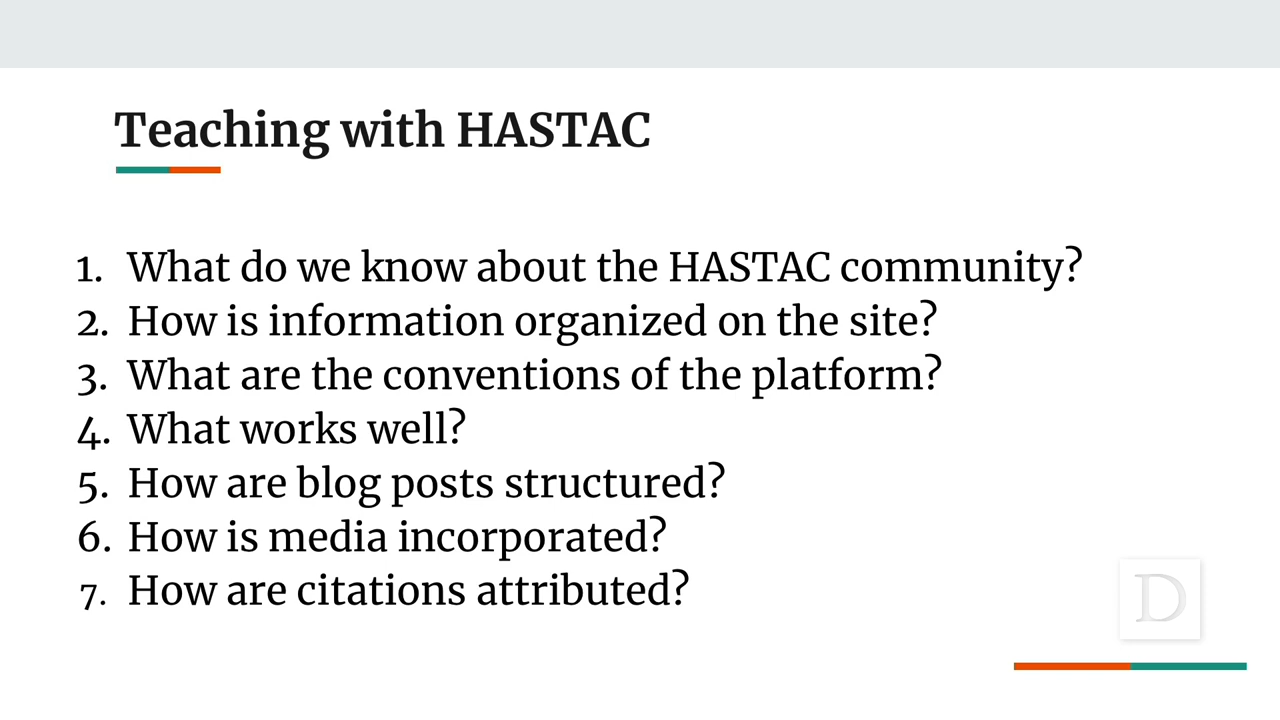 Teaching with HASTAC
1. What do we know about the HASTAC community?
2. How is information organized on the site?
3. What are the conventions of the platform?
4. What works well?
5. How are blog posts structured?
6. How is media incorporated?
7. How are citations attributed?
D